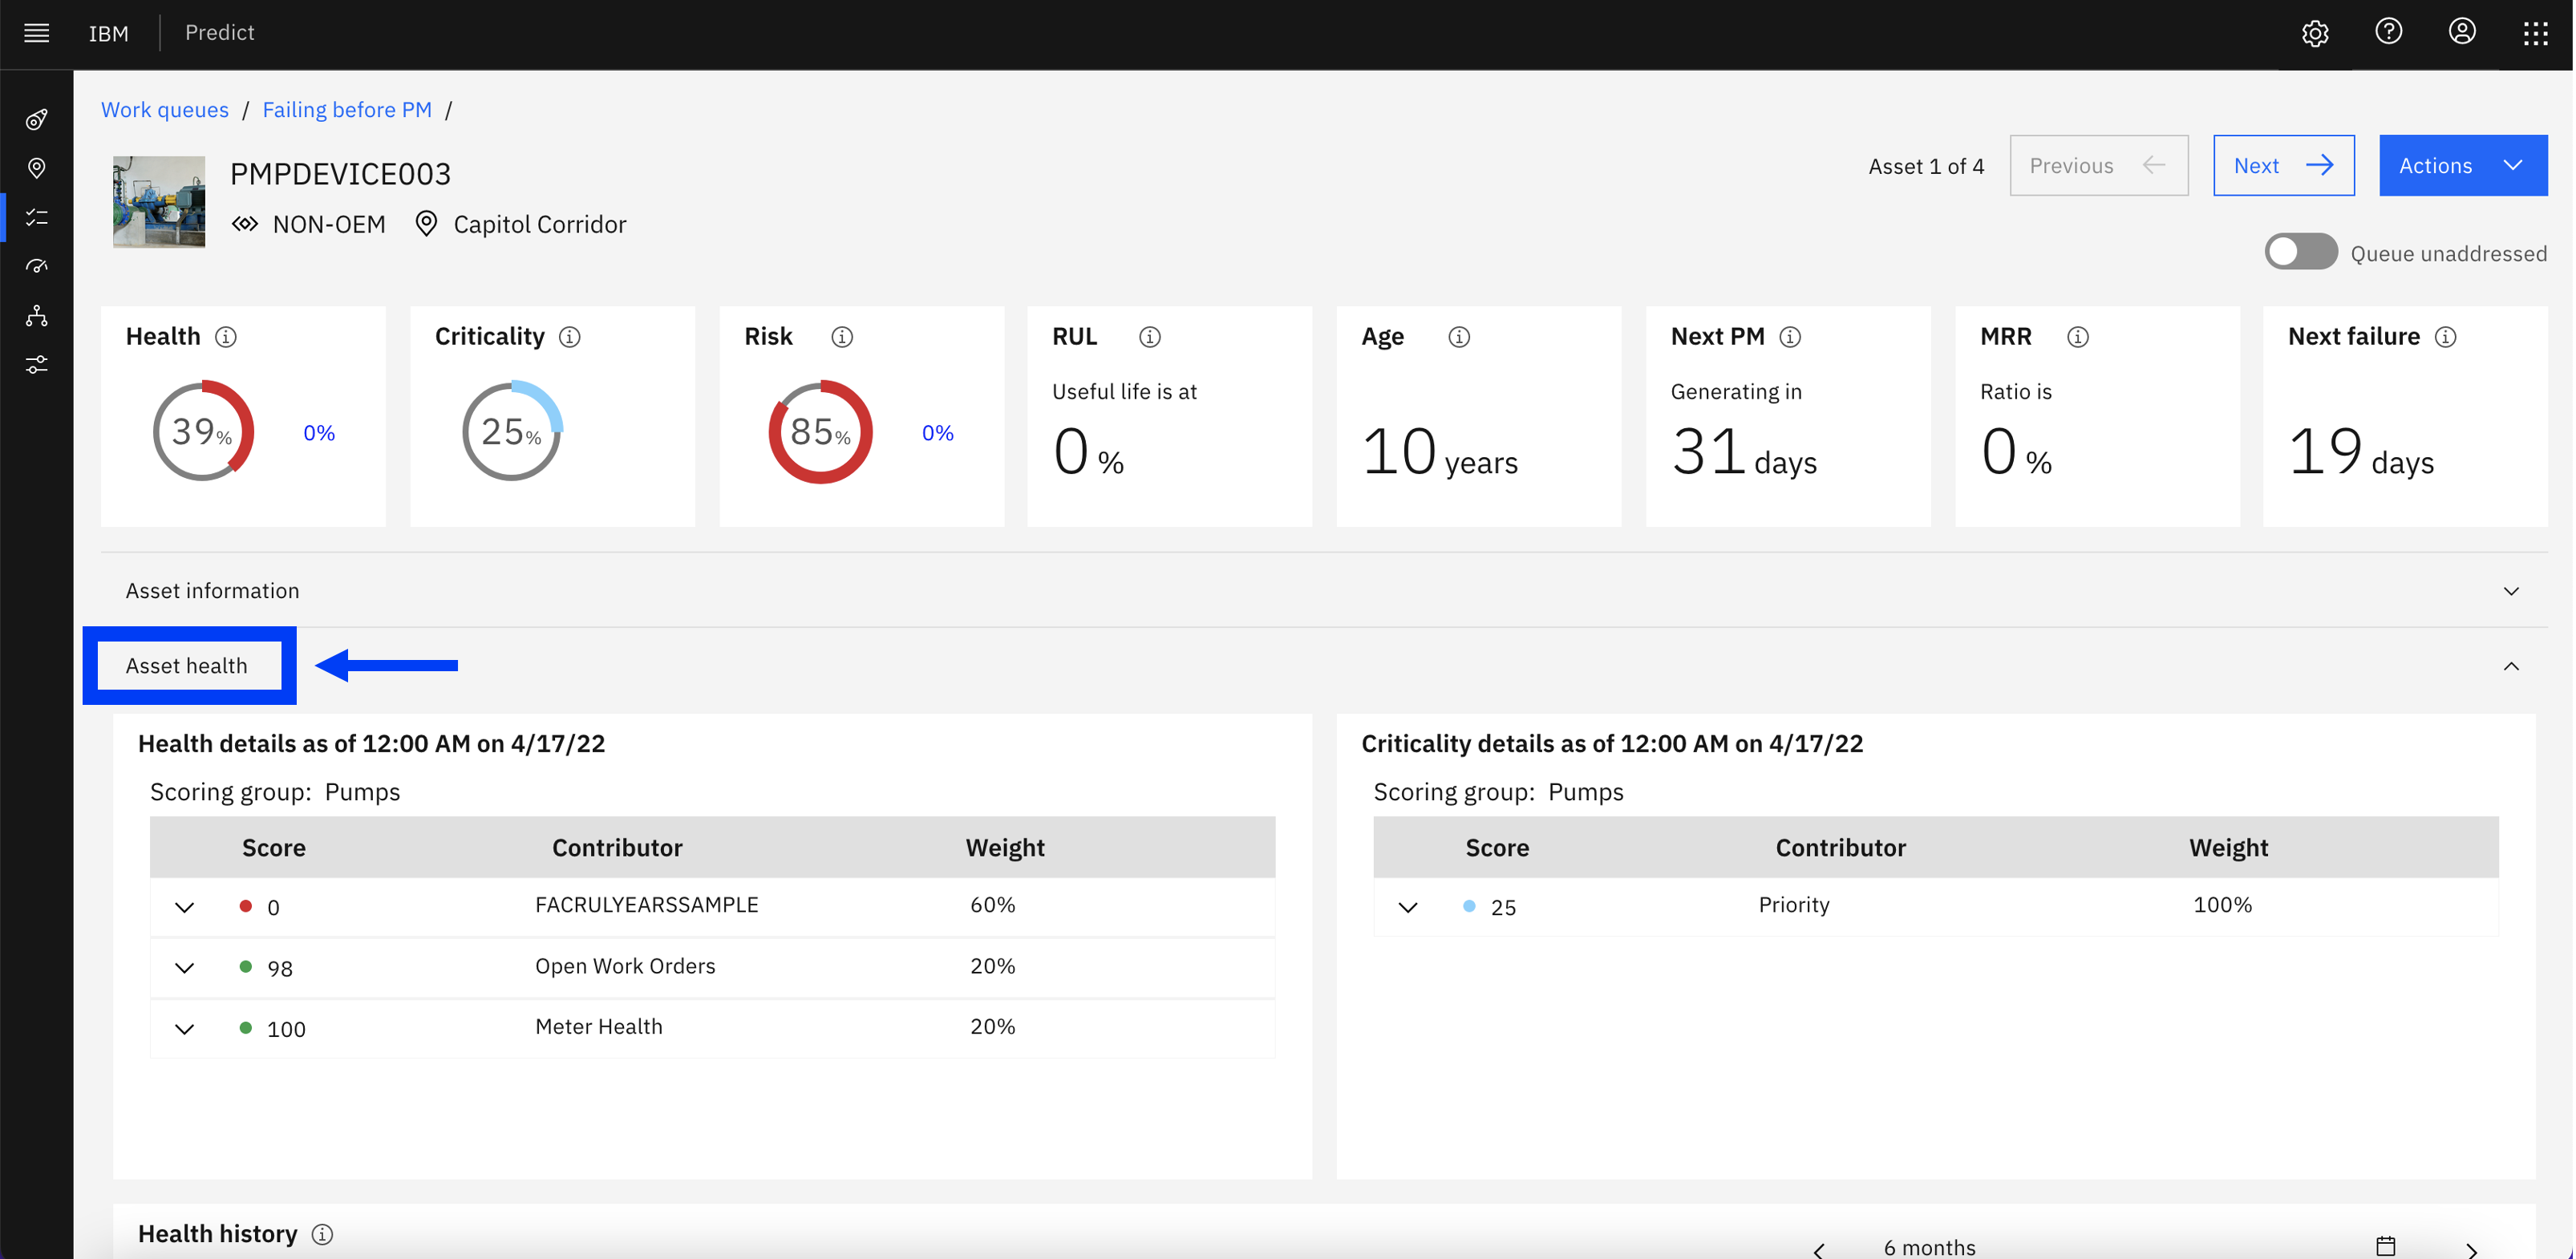 IBM Predict
Work queues / Failing before PM /
PMPDEVICE003
NON-OEM Capitol Corridor
Asset 1 of 4 Previous Next Actions
Queue unaddressed
Health Criticality Risk RUL Age Next PM MRR Next failure
Useful life is at Generating in Ratio is
39% 0% 25% 85% 0% 0 % 10 years 31 days 0 % 19 days
Asset information
Asset health
Health details as of 12:00 AM on 4/17/22
Scoring group: Pumps
Score Contributor Weight
0 FACRULYEARSSAMPLE 60%
98 Open Work Orders 20%
100 Meter Health 20%
Criticality details as of 12:00 AM on 4/17/22
Scoring group: Pumps
Score Contributor Weight
25 Priority 100%
Health history
6 months